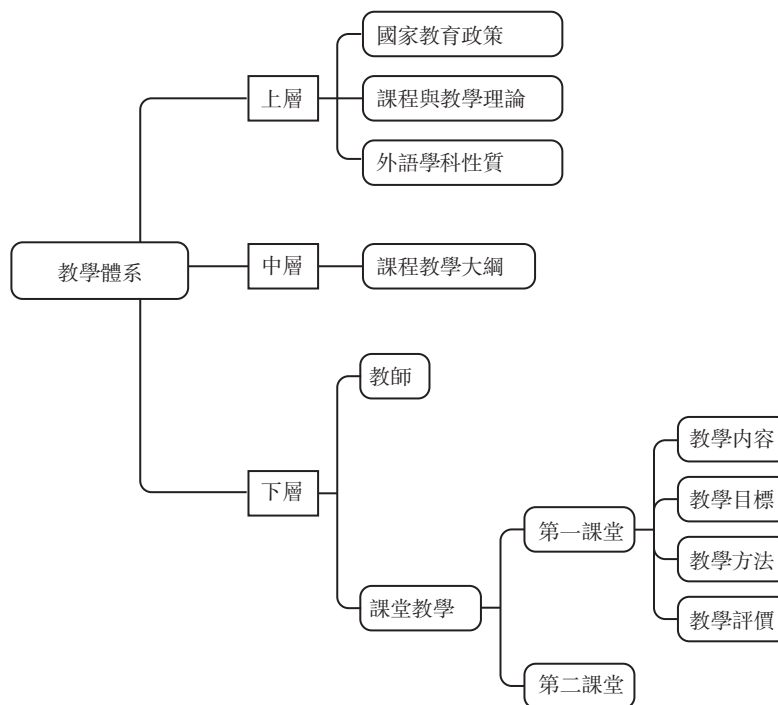 國家教育政策
上層
課程與教學理論
外語學科性質
教學體系
中層
課程教學大綱
教師
下層
教學内容
教學目標
第一課堂
教學方法
課堂教學
教學評價
第二課堂